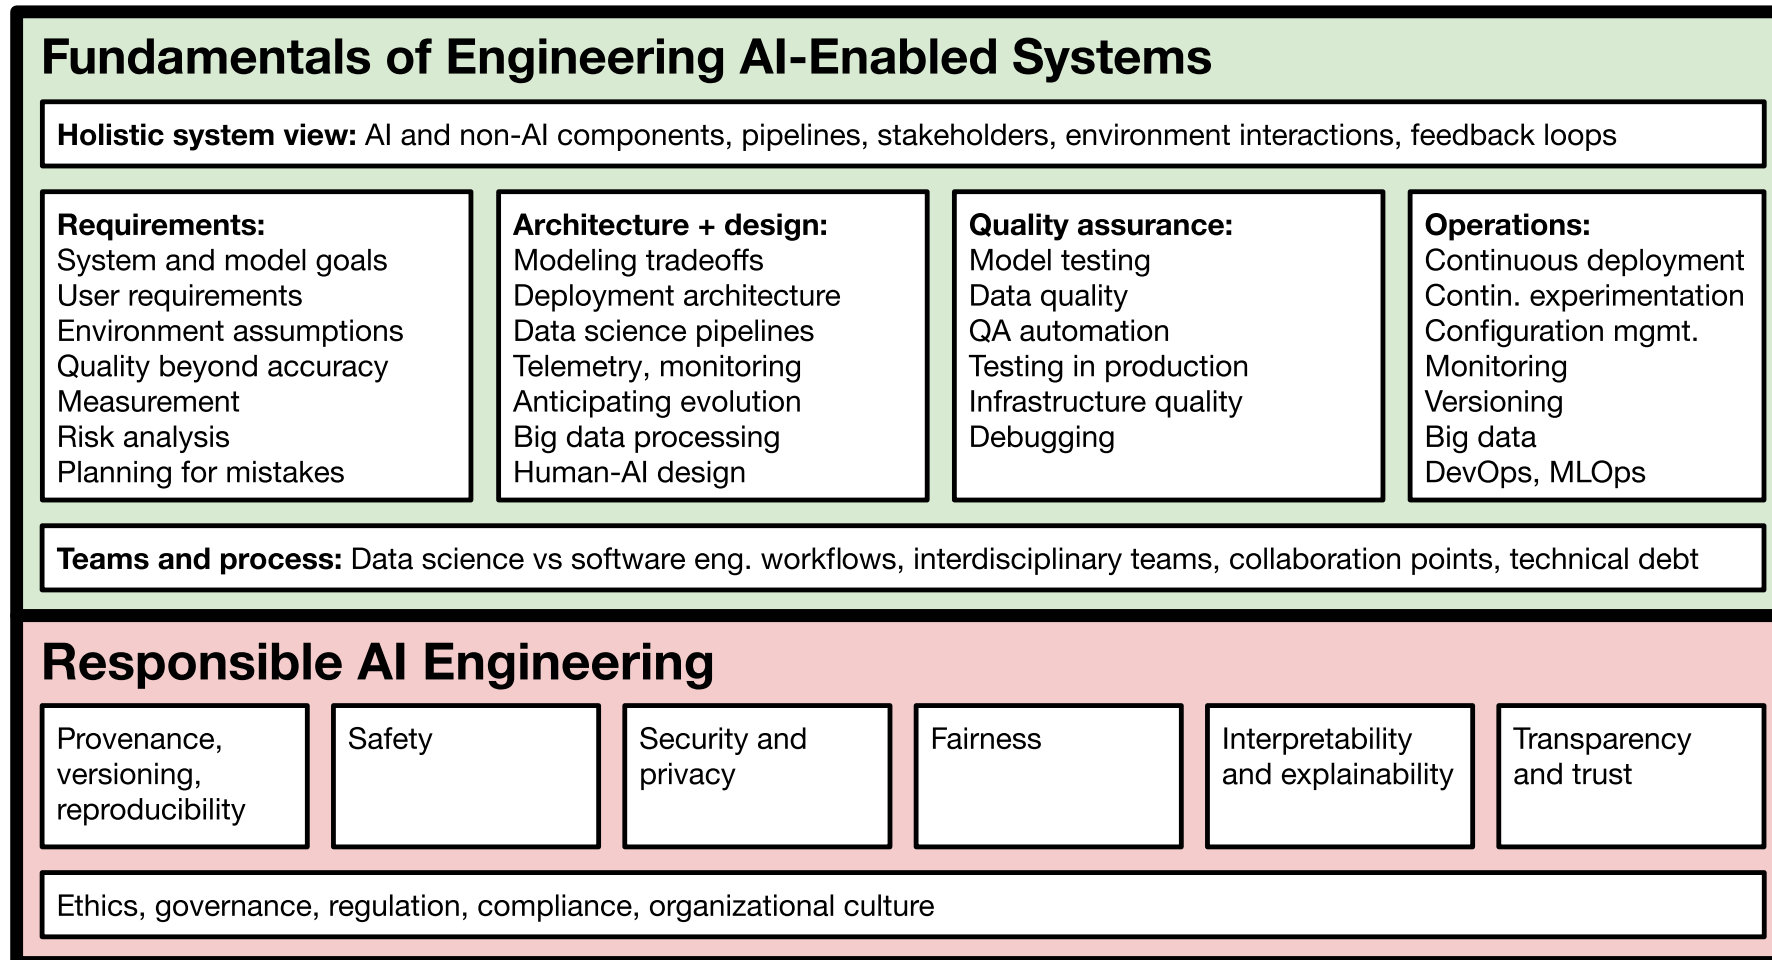 Fundamentals of Engineering AI-Enabled Systems
Holistic system view: AI and non-AI components, pipelines, stakeholders, environment interactions, feedback loops
Requirements:
System and model goals
User requirements
Environment assumptions
Quality beyond accuracy
Measurement
Risk analysis
Planning for mistakes
Architecture + design:
Modeling tradeoffs
Deployment architecture
Data science pipelines
Telemetry, monitoring
Anticipating evolution
Big data processing
Human-AI design
Quality assurance:
Model testing
Data quality
QA automation
Testing in production
Infrastructure quality
Debugging
Operations:
Continuous deployment
Contin. experimentation
Configuration mgmt.
Monitoring
Versioning
Big data
DevOps, MLOps
Teams and process: Data science vs software eng. workflows, interdisciplinary teams, collaboration points, technical debt
Responsible AI Engineering
Provenance,
versioning,
reproducibility
Safety
Security and
privacy
Fairness
Interpretability
and explainability
Transparency
and trust
Ethics, governance, regulation, compliance, organizational culture